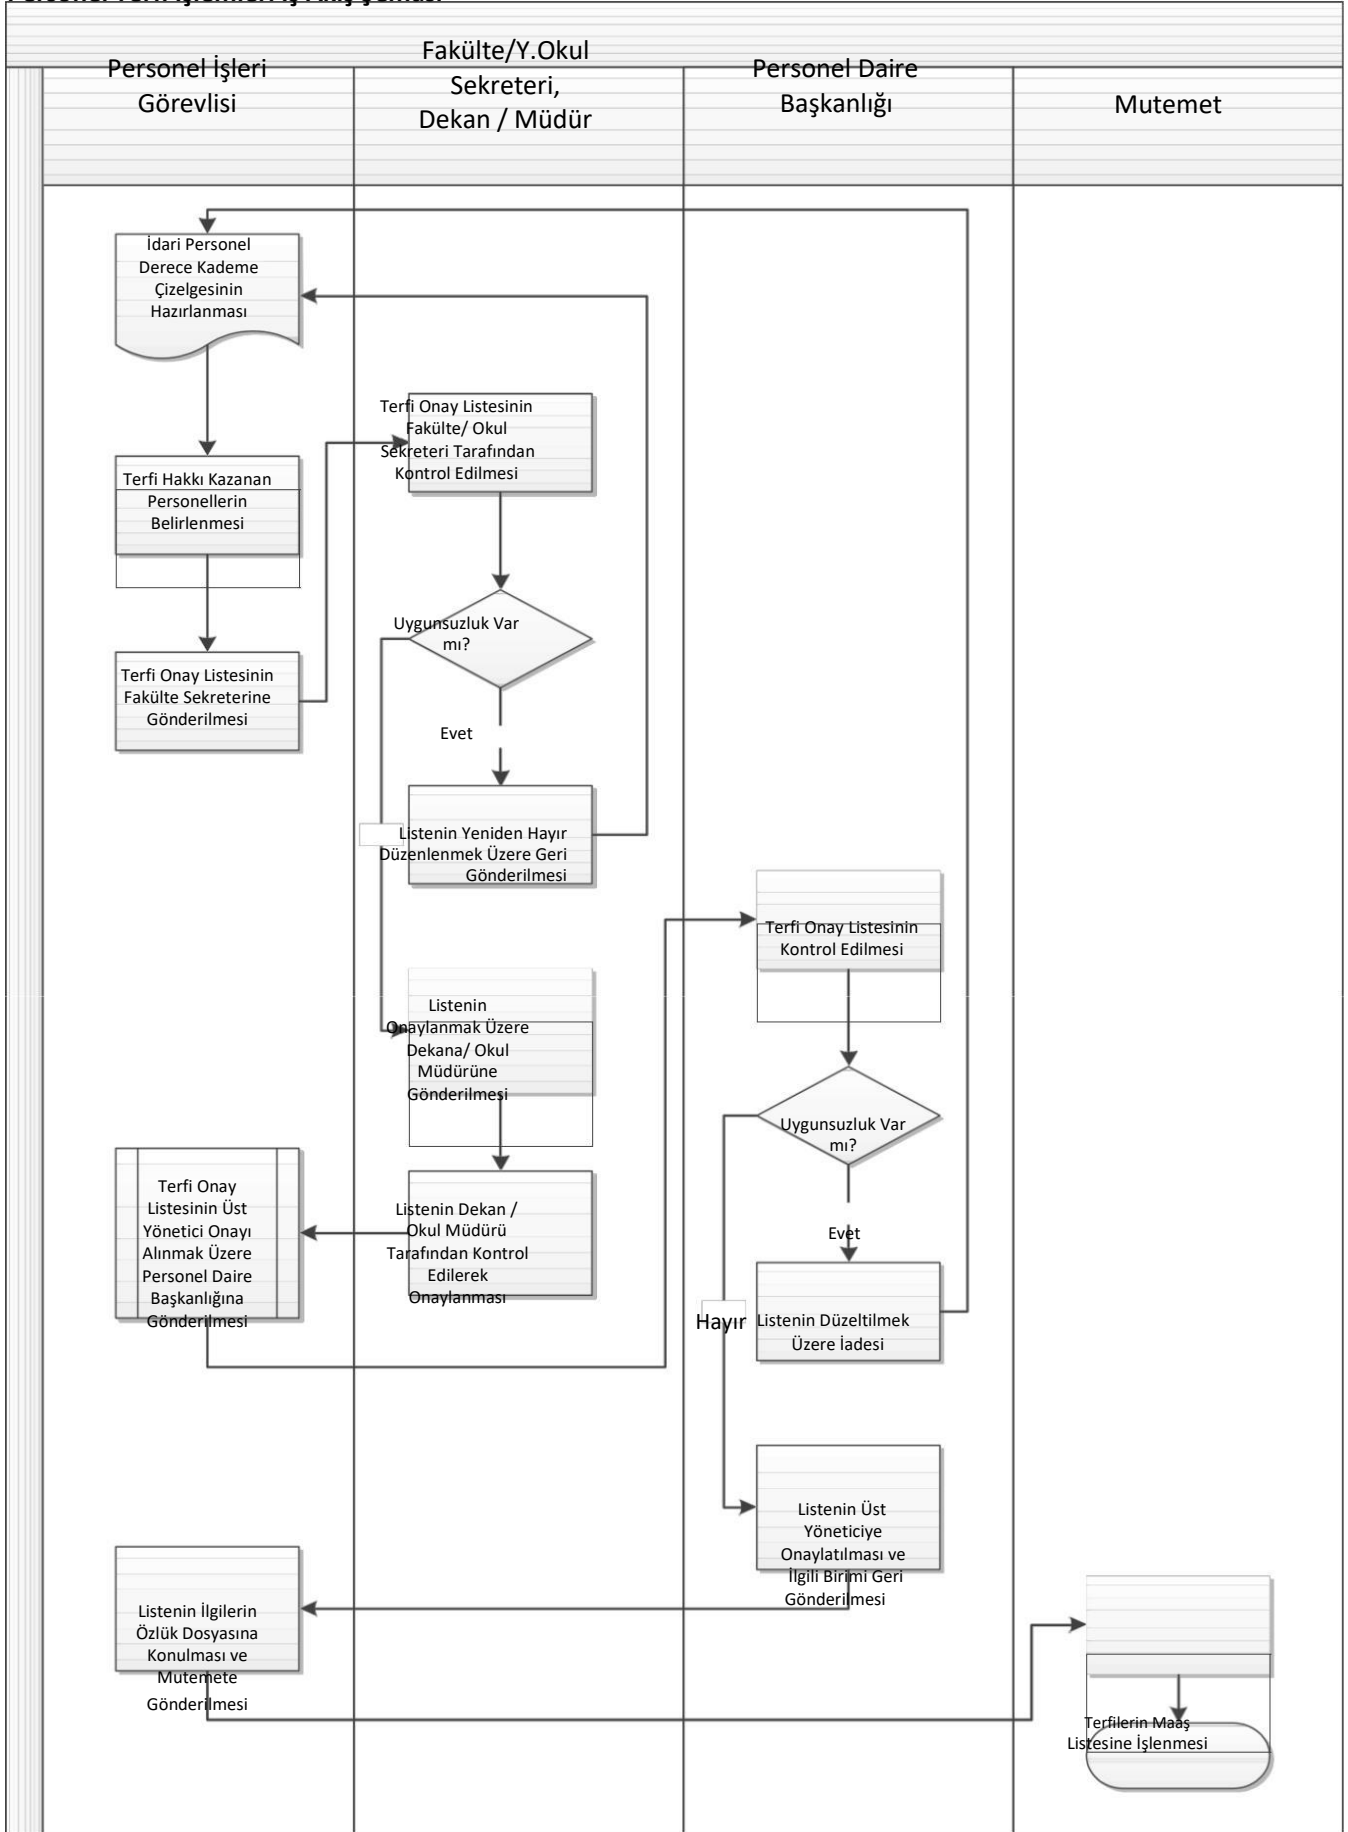 Personel Terfi İşlemleri İş Akış Şeması
Personel İşleri
Görevlisi
Fakülte/Y.Okul
Sekreteri,
Dekan / Müdür
Personel Daire
Başkanlığı
Mutemet
İdari Personel
Derece Kademe
Çizelgesinin
Hazırlanması
Terfi Onay Listesinin
Fakülte/ Okul
Sekreteri Tarafından
Kontrol Edilmesi
Terfi Hakkı Kazanan
Personellerin
Belirlenmesi
Uygunsuzluk Var
mı?
Terfi Onay Listesinin
Fakülte Sekreterine
Gönderilmesi
Evet
Listenin Yeniden Hayır
Düzenlenmek Üzere Geri
Gönderilmesi
Terfi Onay Listesinin
Kontrol Edilmesi
Listenin
Onaylanmak Üzere
Dekana/ Okul
Müdürüne
Gönderilmesi
Uygunsuzluk Var
mı?
Terfi Onay
Listesinin Üst
Yönetici Onayı
Alınmak Üzere
Personel Daire
Başkanlığına
Gönderilmesi
Listenin Dekan /
Okul Müdürü
Tarafından Kontrol
Edilerek
Onaylanması
Evet
Hayır
Listenin Düzeltilmek
Üzere İadesi
Listenin Üst
Yöneticiye
Onaylatılması ve
İlgili Birimi Geri
Gönderilmesi
Listenin İlgilerin
Özlük Dosyasına
Konulması ve
Mutemete
Gönderilmesi
Terfilerin Maaş
Listesine İşlenmesi